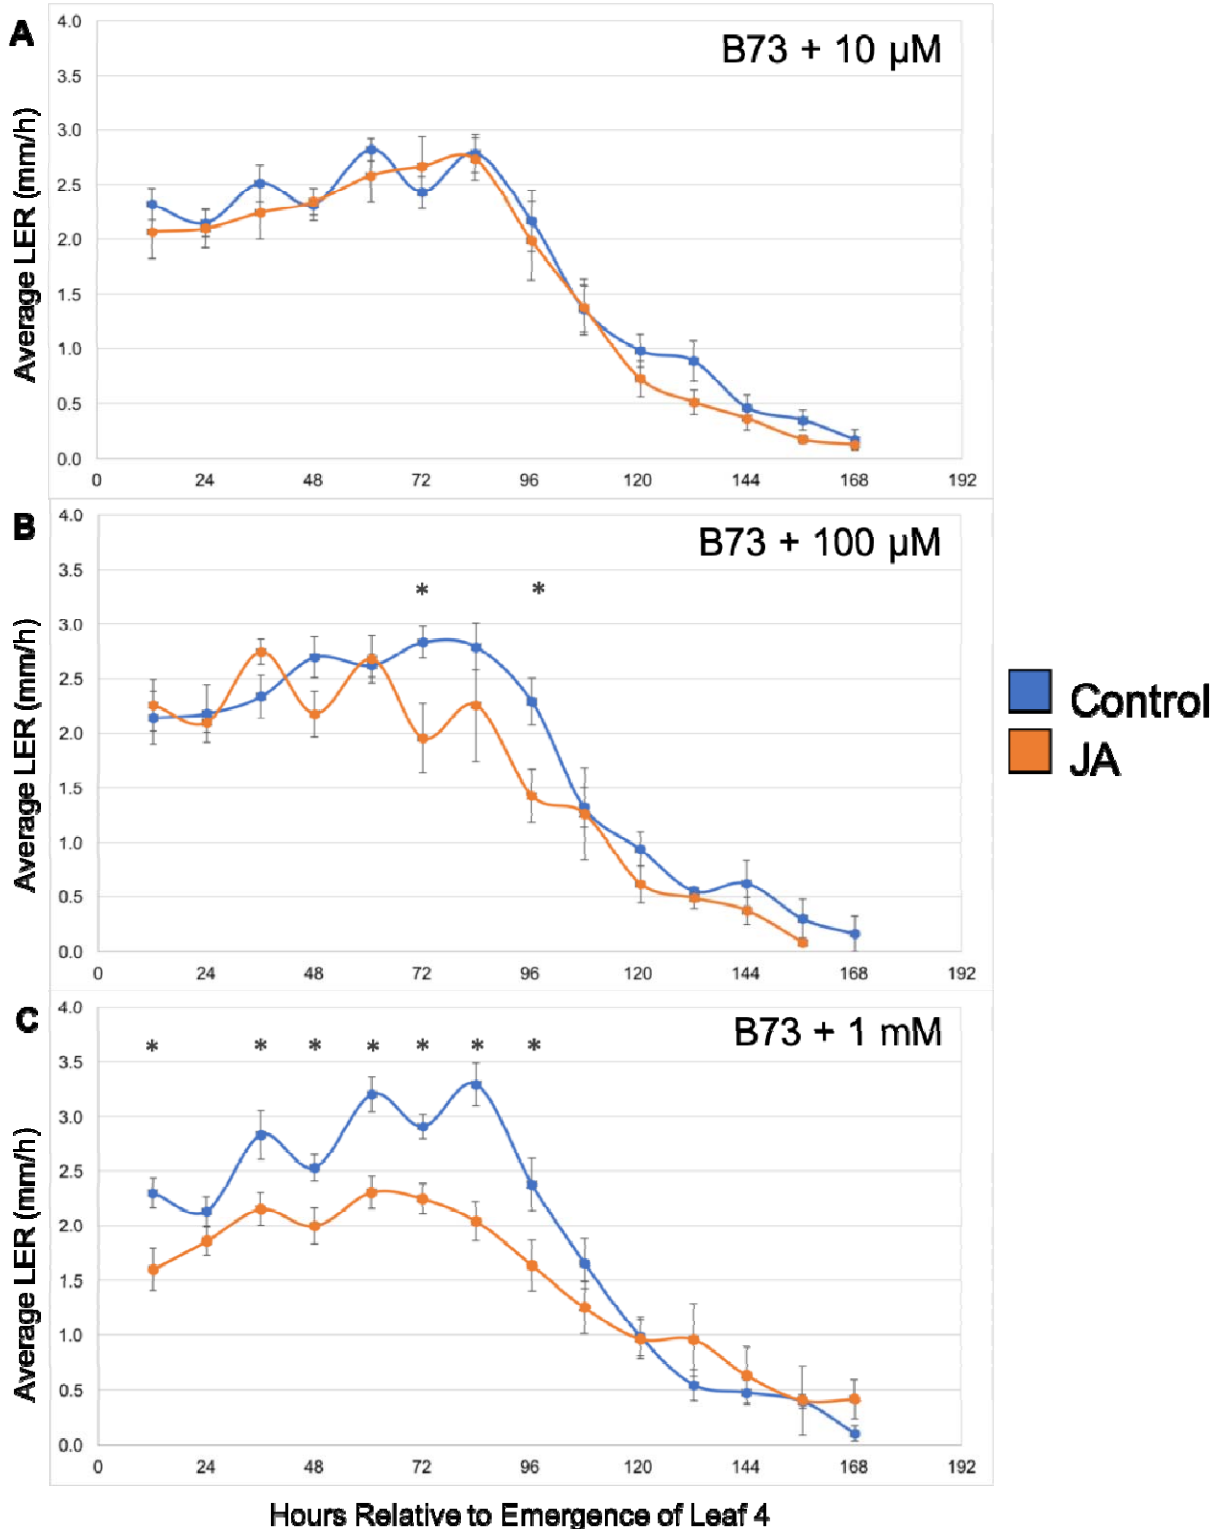 A
B73 + 10 µM
4.0
3.5
3.0
2.5
2.0
1.5
1.0
0.5
0.0
Average LER (mm/h)
0 24 48 72 96 120 144 168 192
B
B73 + 100 µM
4.0
3.5
* *
3.0
2.5
2.0
1.5
1.0
0.5
0.0
Average LER (mm/h)
0 24 48 72 96 120 144 168 192
Control
JA
C
B73 + 1 mM
4.0
* * * * * * *
3.5
3.0
2.5
2.0
1.5
1.0
0.5
0.0
Average LER (mm/h)
0 24 48 72 96 120 144 168 192
Hours Relative to Emergence of Leaf 4